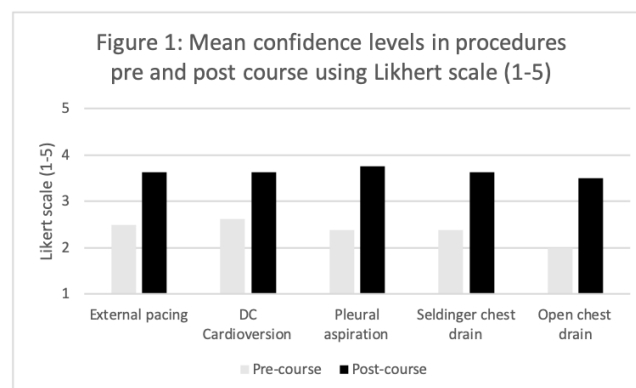 Figure 1: Mean confidence levels in procedures
pre and post course using Likhert scale (1-5)
Likert scale (1-5)
5
4
3
2
1
External pacing
DC
Cardioversion
Pleural
aspiration
Seldinger chest
drain
Open chest
drain
Pre-course
Post-course